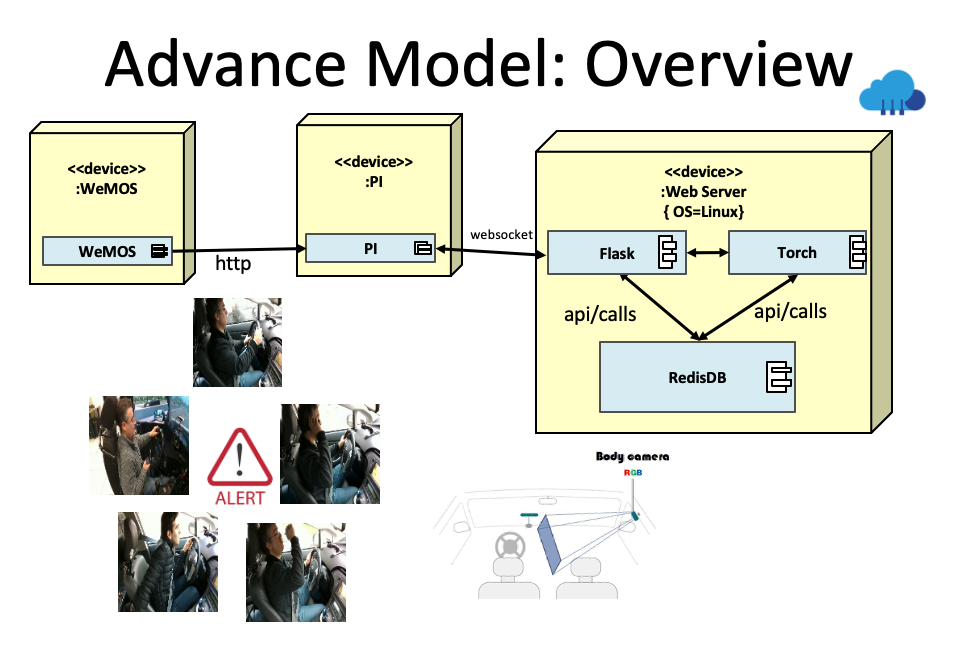 Advance Model: Overview
<<device>>
:WeMOS
WeMOS
http
<<device>>
:PI
PI
websocket
<<device>>
:Web Server
{ OS=Linux}
Flask
Torch
api/calls
api/calls
RedisDB
ALERT
Body camera
RGB